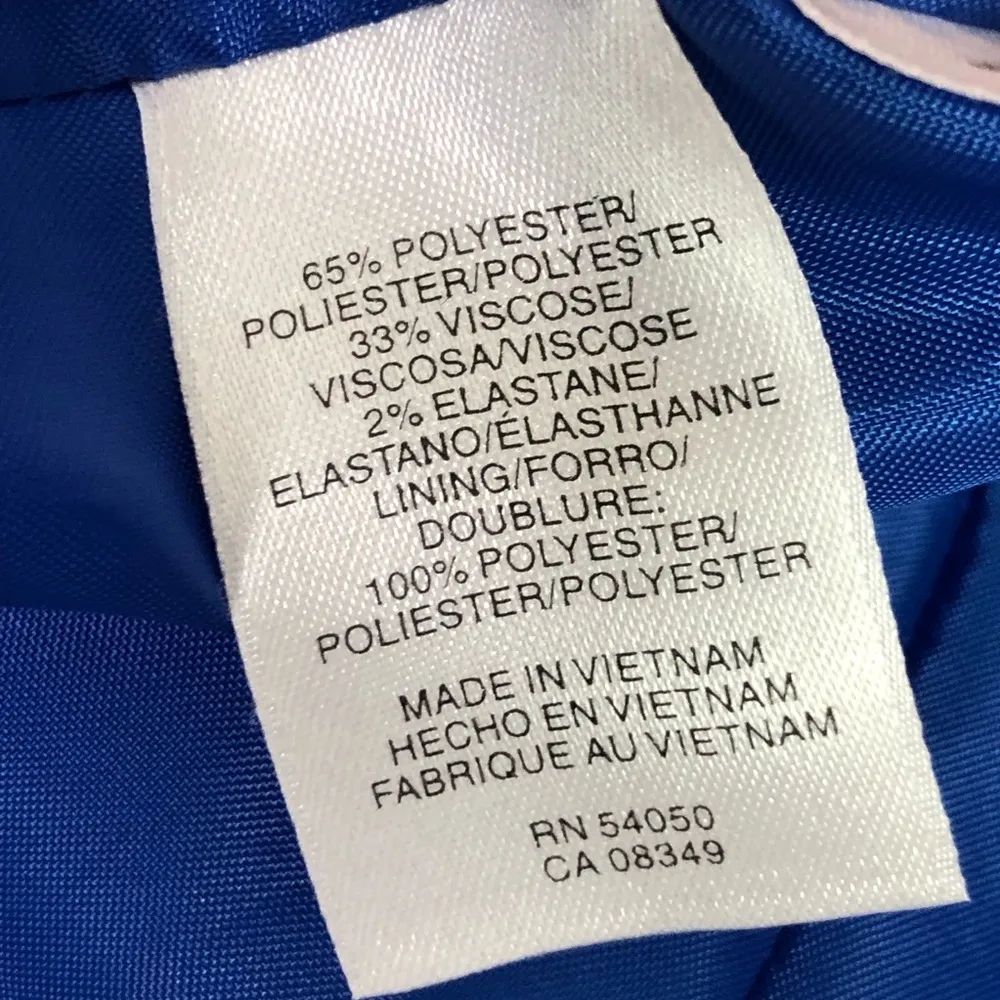 65% POLYESTER/
POLIESTER/POLYESTER
33% VISCOSE/
VISCOSA/VISCOSE
2% ELASTANE/
ELASTANO/ÉLASTHANNE
LINING/FORRO/
DOUBLURE:
100% POLYESTER/
POLIESTER/POLYESTER
MADE IN VIETNAM
HECHO EN VIETNAM
FABRIQUE AU VIETNAM
RN 54050
CA 08349